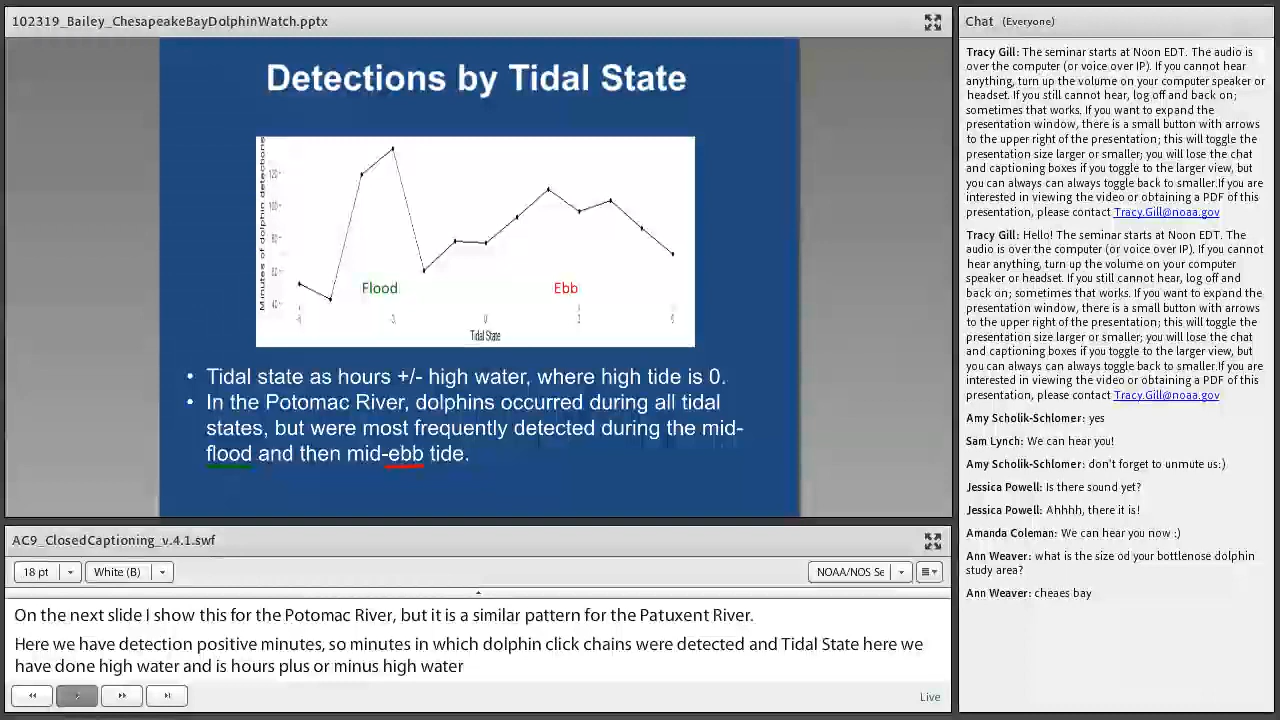 102319_Bailey_ChesapeakeBayDolphinWatch.pptx
Detections by Tidal State
Minutes of dolphin detections
120
100
80
60
40
Flood
Ebb
-3
0
3
Tidal State
• Tidal state as hours +/- high water, where high tide is 0.
• In the Potomac River, dolphins occurred during all tidal
states, but were most frequently detected during the mid-
flood and then mid-ebb tide.
AC9_ClosedCaptioning_v.4.1.swf
18 pt
White (B)
NOAA/NOS Se
On the next slide I show this for the Potomac River, but it is a similar pattern for the Patuxent River.
Here we have detection positive minutes, so minutes in which dolphin click chains were detected and Tidal State here we
have done high water and is hours plus or minus high water
Live
Chat (Everyone)
Tracy Gill: The seminar starts at Noon EDT. The audio is
over the computer (or voice over IP). If you cannot hear
anything, turn up the volume on your computer speaker or
headset. If you still cannot hear, log off and back on;
sometimes that works. If you want to expand the
presentation window, there is a small button with arrows
to the upper right of the presentation; this will toggle the
presentation size larger or smaller; you will lose the chat
and captioning boxes if you toggle to the larger view, but
you can always can always toggle back to smaller.If you are
interested in viewing the video or obtaining a PDF of this
presentation, please contact Tracy.Gill@noaa.gov
Tracy Gill: Hello! The seminar starts at Noon EDT. The
audio is over the computer (or voice over IP). If you cannot
hear anything, turn up the volume on your computer
speaker or headset. If you still cannot hear, log off and
back on; sometimes that works. If you want to expand the
presentation window, there is a small button with arrows
to the upper right of the presentation; this will toggle the
presentation size larger or smaller; you will lose the chat
and captioning boxes if you toggle to the larger view, but
you can always can always toggle back to smaller.If you are
interested in viewing the video or obtaining a PDF of this
presentation, please contact Tracy.Gill@noaa.gov
Amy Scholik-Schlomer: yes
Sam Lynch: We can hear you!
Amy Scholik-Schlomer: don't forget to unmute us:)
Jessica Powell: Is there sound yet?
Jessica Powell: Ahhhh, there it is!
Amanda Coleman: We can hear you now :)
Ann Weaver: what is the size od your bottlenose dolphin
study area?
Ann Weaver: cheaes bay